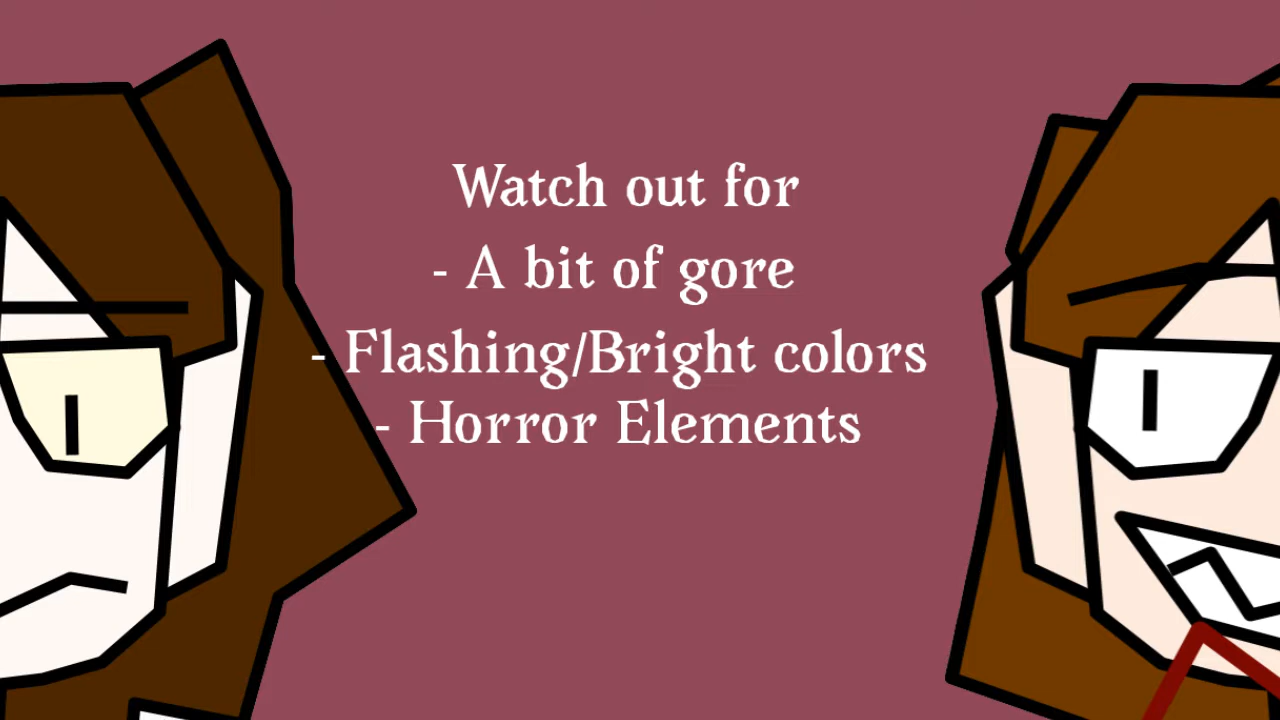 Watch out for
- A bit of gore
- Flashing/Bright colors
- Horror Elements